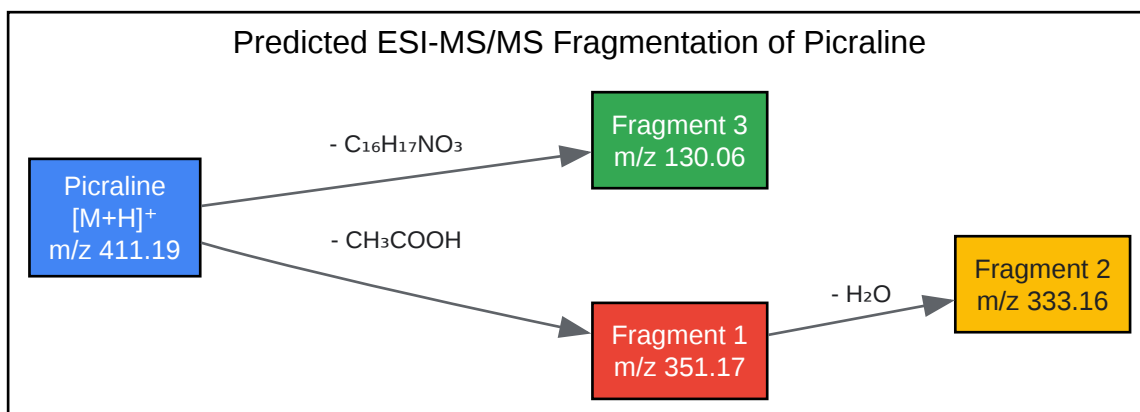 Predicted ESI-MS/MS Fragmentation of Picraline
Picraline
[M+H]⁺
m/z 411.19
- C₁₆H₁₇NO₃
- CH₃COOH
Fragment 3
m/z 130.06
Fragment 1
m/z 351.17
- H₂O
Fragment 2
m/z 333.16